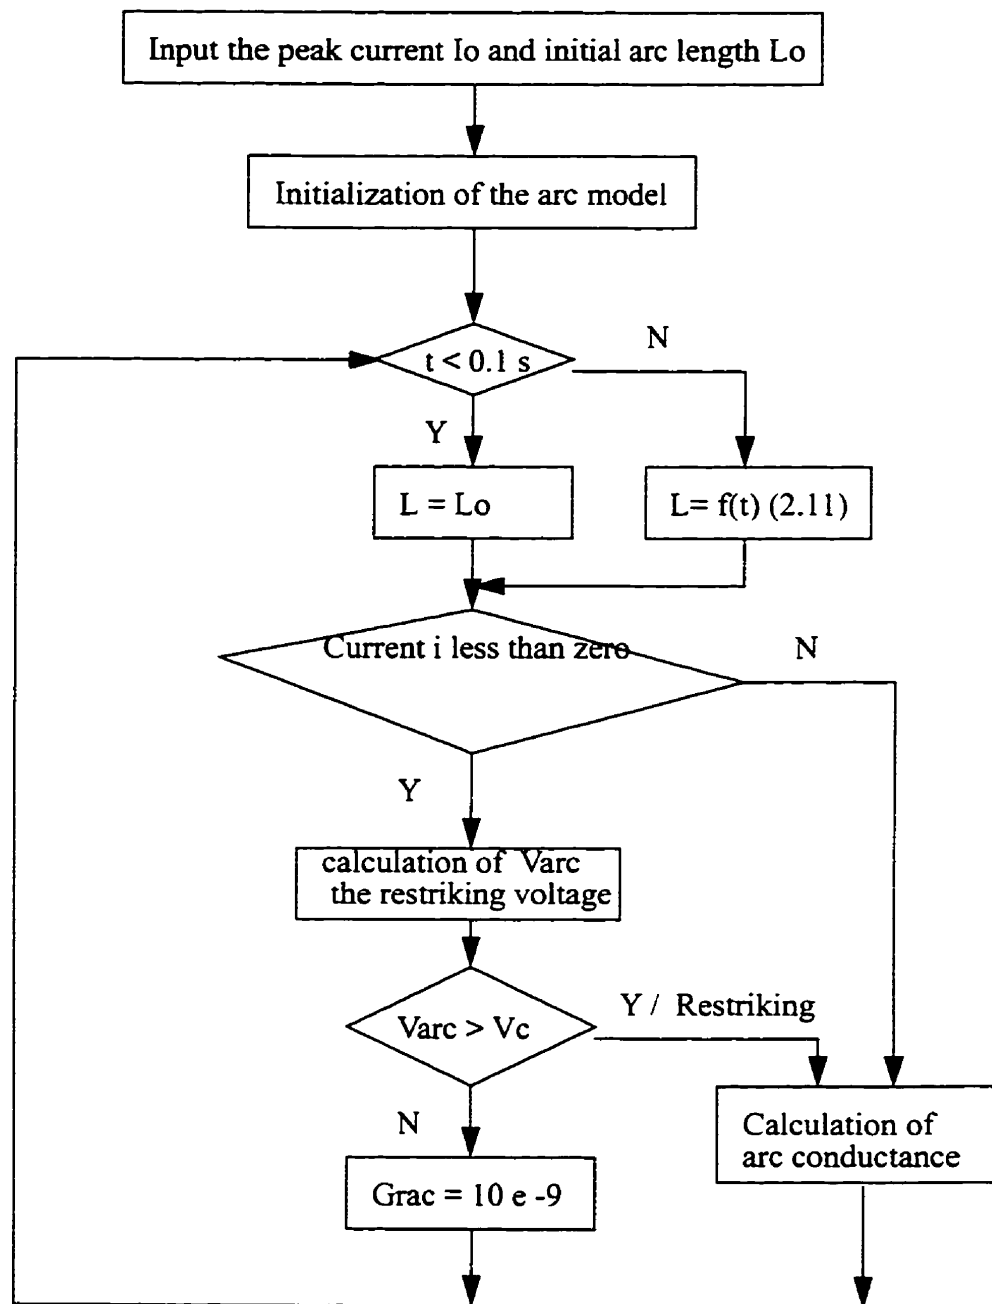 Input the peak current Io and initial arc length Lo
Initialization of the arc model
t < 0.1 s
N
Y
L = Lo
L= f(t) (2.11)
Current i less than zero
N
Y
calculation of Varc
the restriking voltage
Y / Restriking
Varc > Vc
N
Calculation of
arc conductance
Grac = 10 e -9